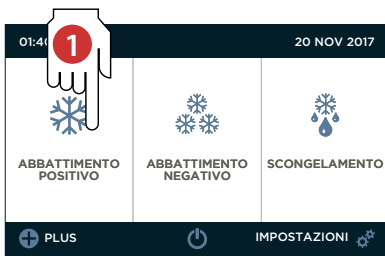 01:40
1
20 NOV 2017
ABBATTIMENTO
POSITIVO
ABBATTIMENTO
NEGATIVO
SCONGELAMENTO
PLUS
IMPOSTAZIONI